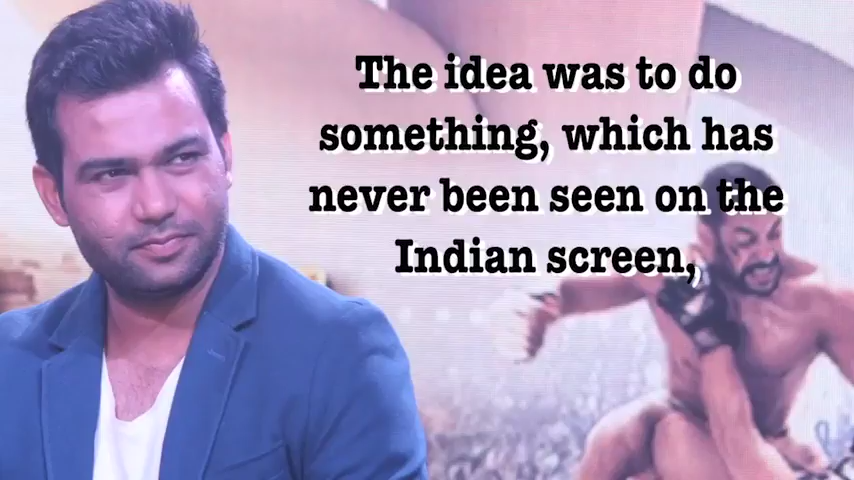 The idea was to do
something, which has
never been seen on the
Indian screen,